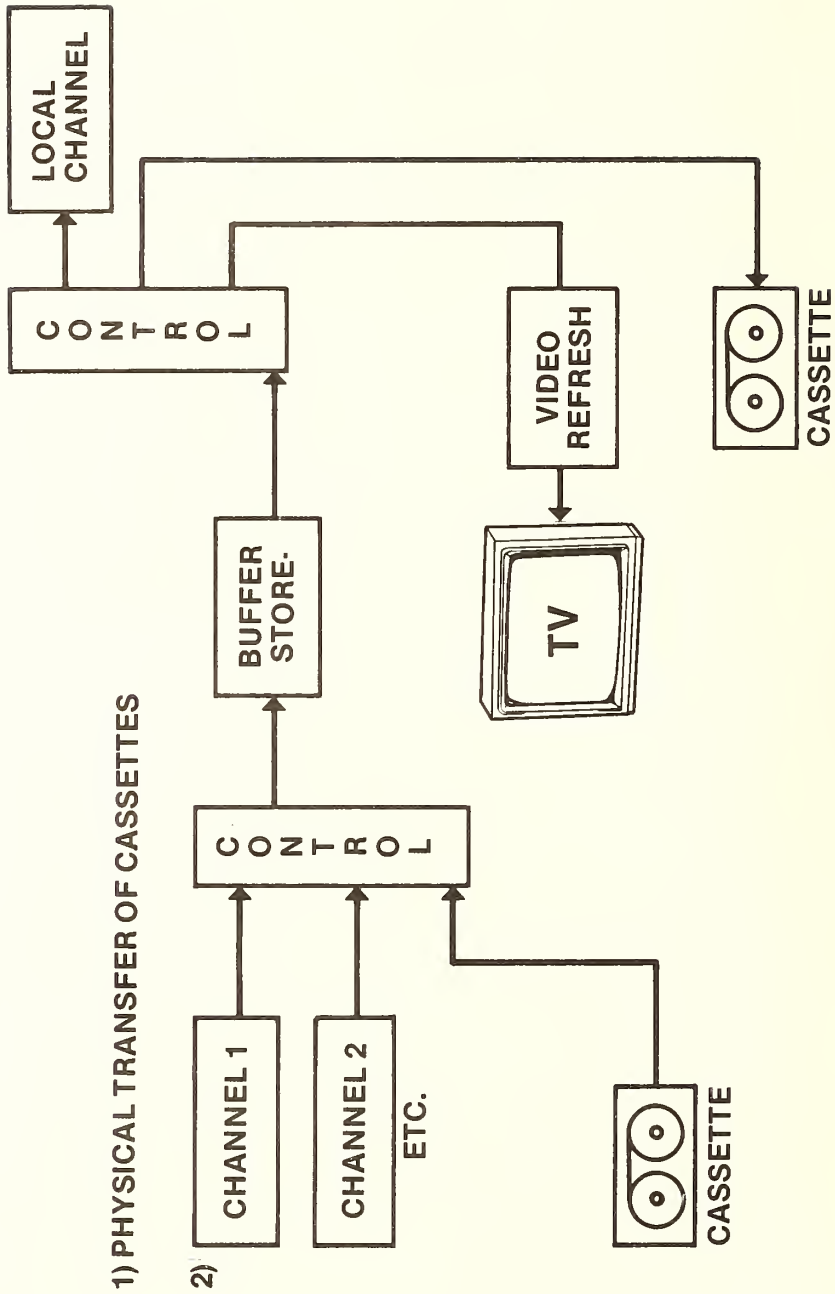 1) PHYSICAL TRANSFER OF CASSETTES
2)
CHANNEL 1
CHANNEL 2
ETC.
CASSETTE
CONTROL
BUFFER
STORE-
CONTROL
LOCAL
CHANNEL
VIDEO
REFRESH
TV
CASSETTE